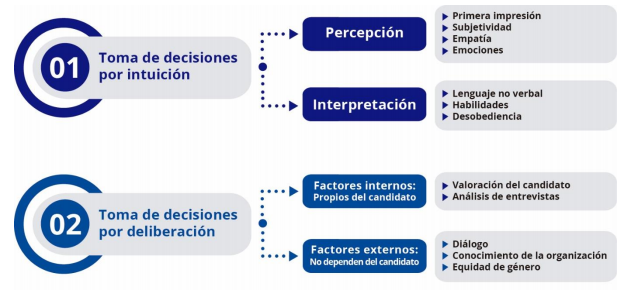 01
Toma de decisiones
por intuición
Percepción
Primera impresión
Subjetividad
Empatía
Emociones
Interpretación
Lenguaje no verbal
Habilidades
Desobediencia
02
Toma de decisiones
por deliberación
Factores internos:
Propios del candidato
Valoración del candidato
Análisis de entrevistas
Factores externos:
No dependen del candidato
Diálogo
Conocimiento de la organización
Equidad de género